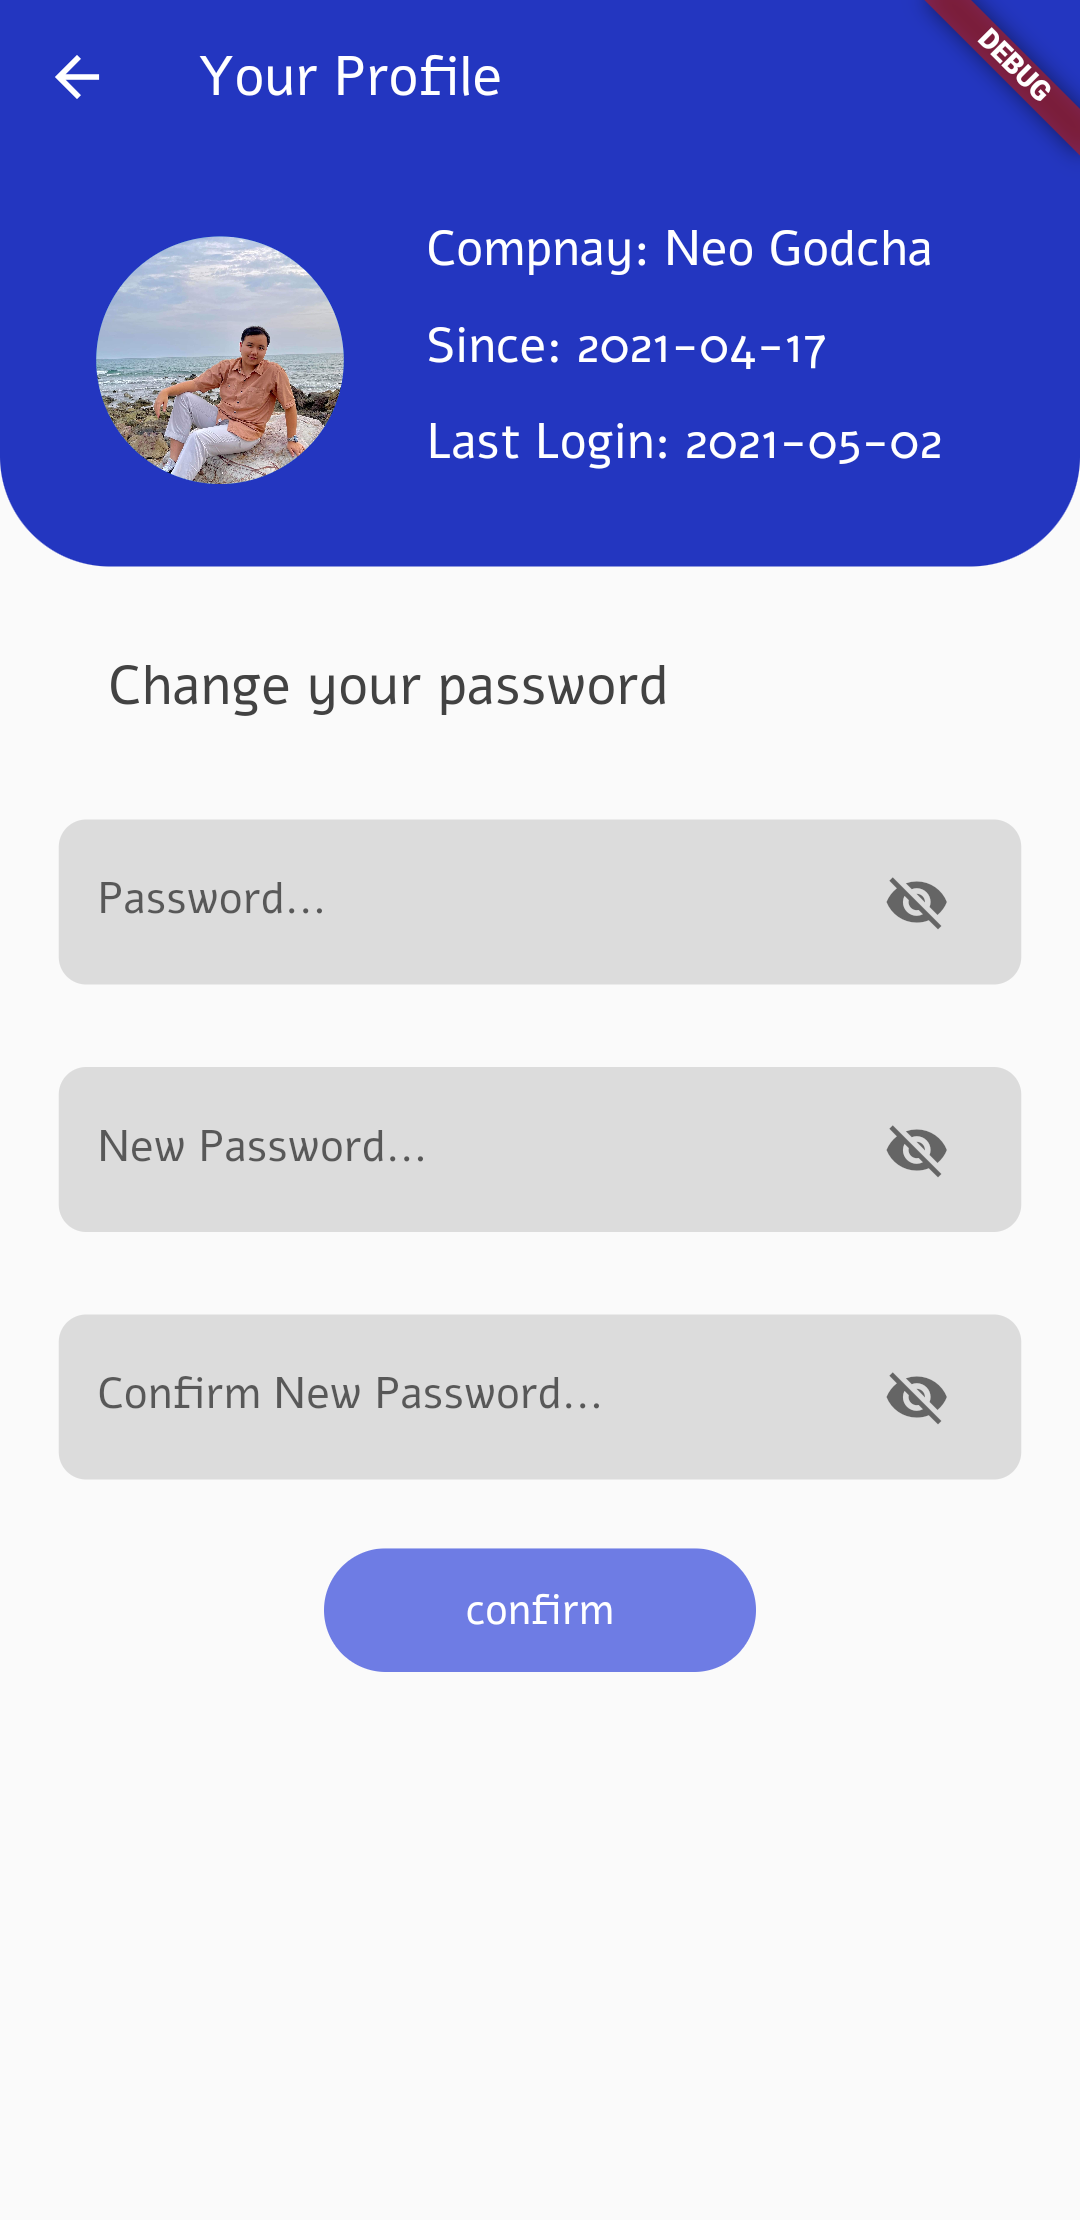 Your Profile
DEBUG
Compnay: Neo Godcha
Since: 2021-04-17
Last Login: 2021-05-02
Change your password
Password...
New Password...
Confirm New Password...
confirm